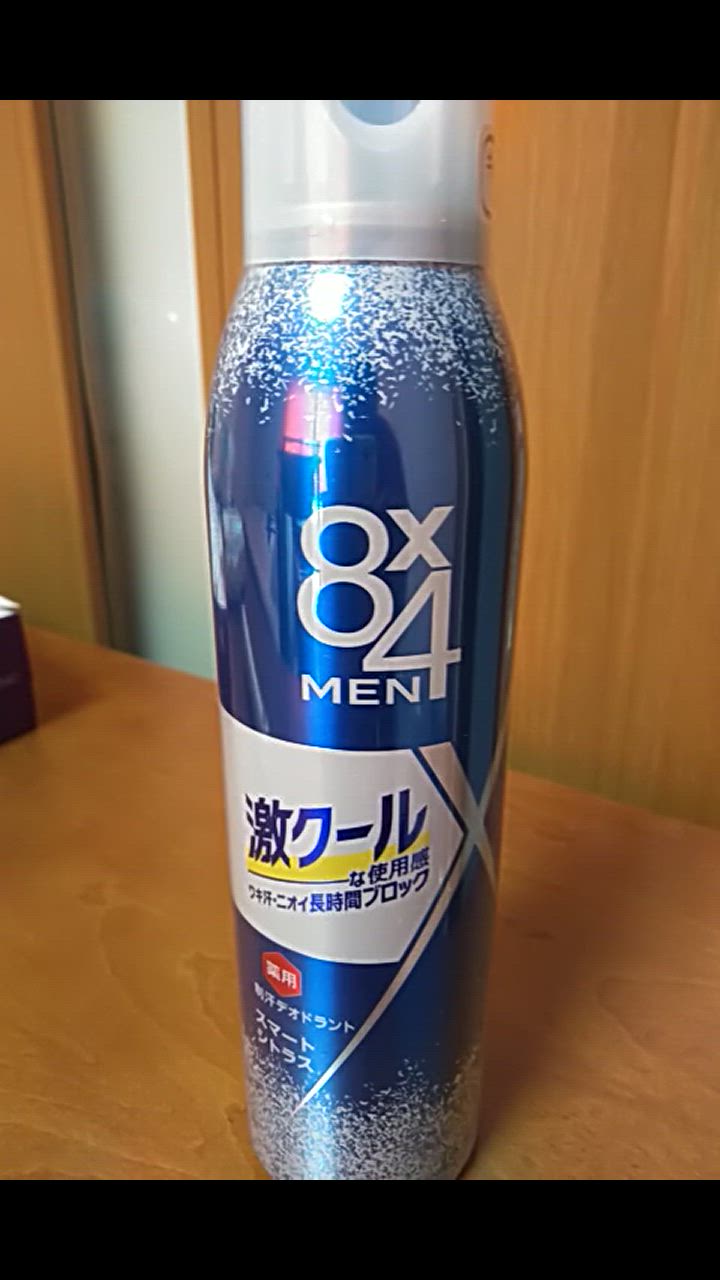 8x4
MEN
激クール
な使用感
ワキ汗・ニオイ長時間ブロック
薬用
制汗デオドラント
スマート
シトラス